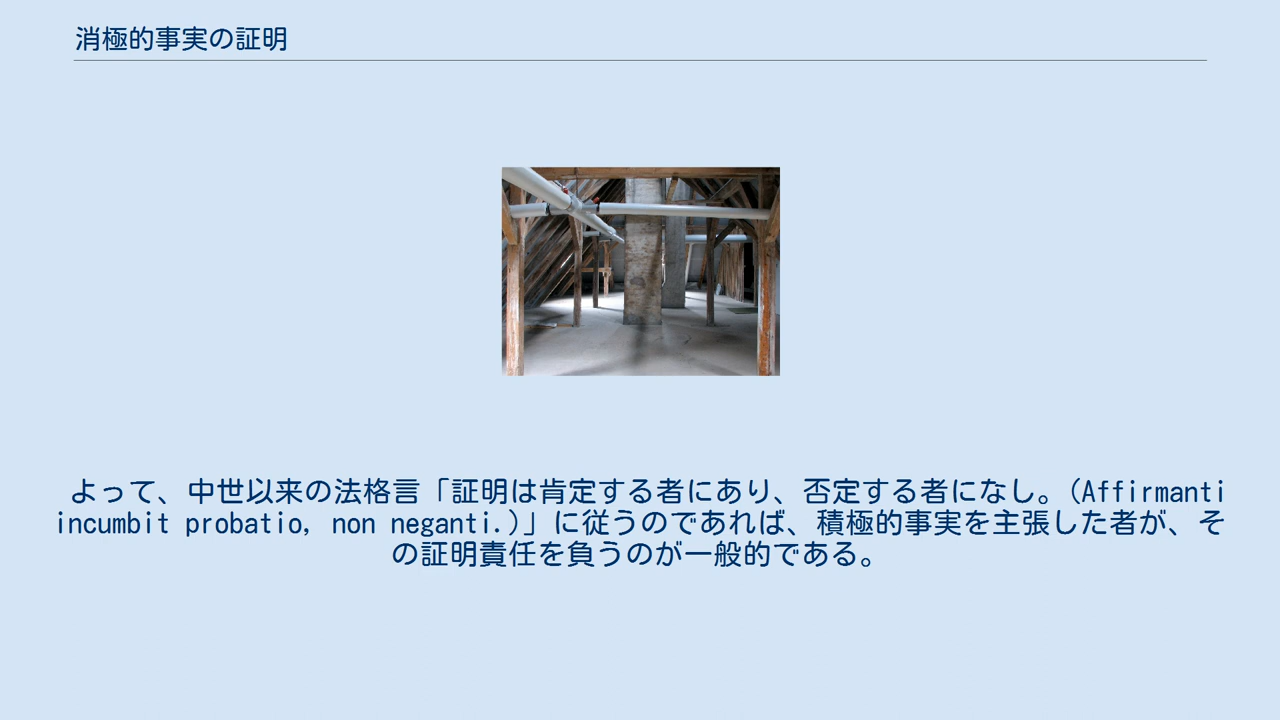 消極的事実の証明
よって、中世以来の法格言「証明は肯定する者にあり、否定する者になし。(Affirmanti
incumbit probatio, non neganti.)」に従うのであれば、積極的事実を主張した者が、そ
の証明責任を負うのが一般的である。